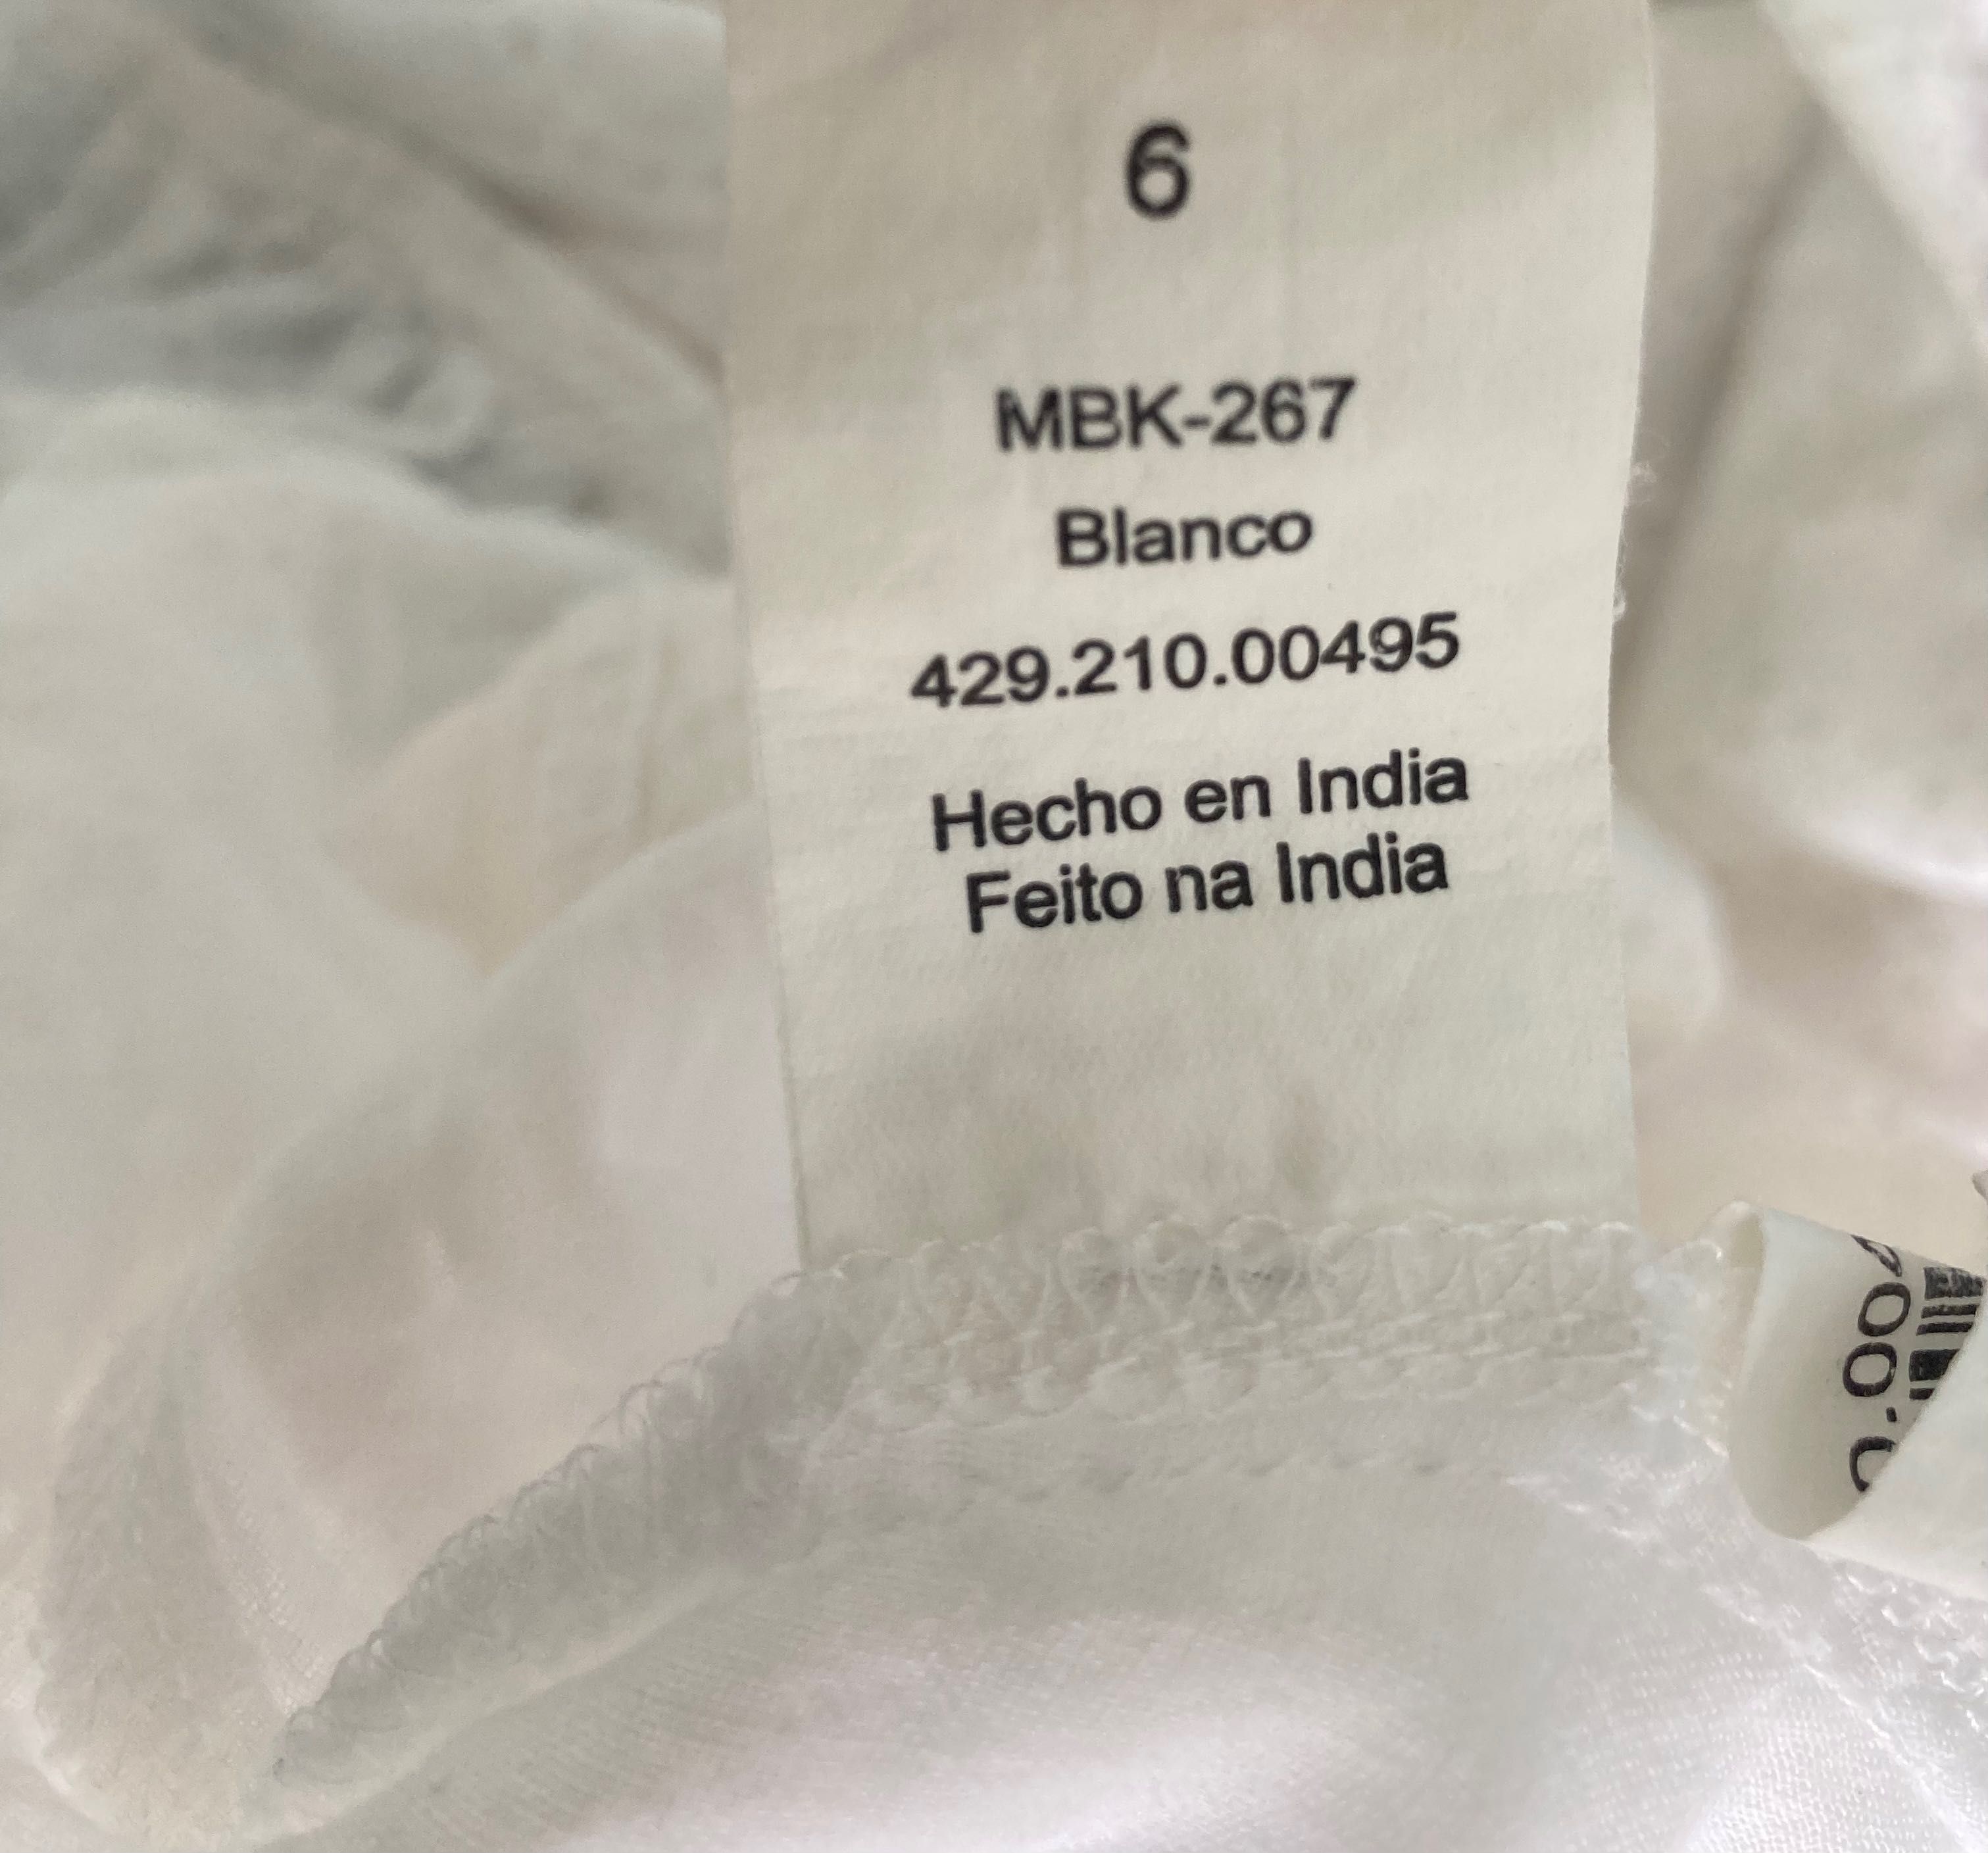 6
MBK-267
Blanco
429.210.00495
Hecho en India
Feito na India